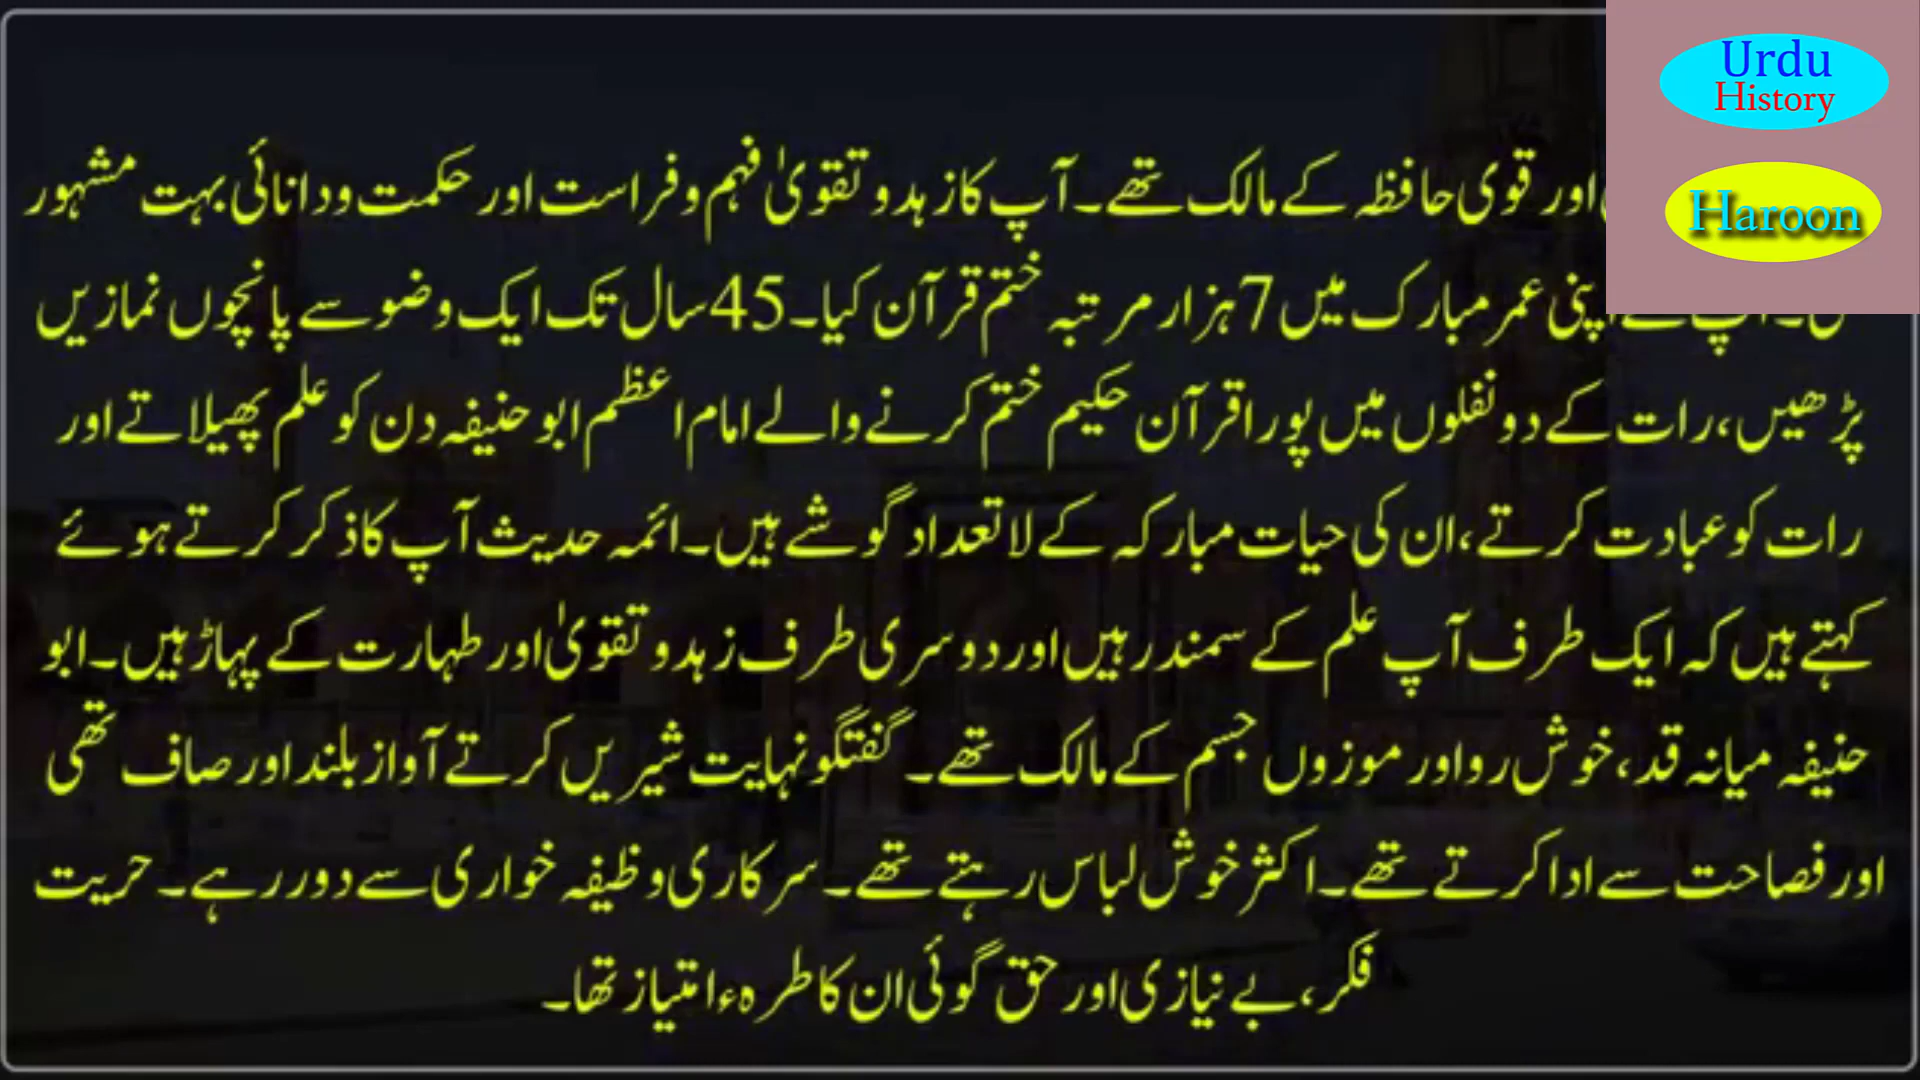 Urdu
History
Haroon
اور قوی حافظہ کے مالک تھے۔ آپ کا زہد و تقویٰ فہم و فراست اور حکمت و دانائی بہت مشہور
اپنی عمر مبارک میں 7 ہزار مرتبہ ختم قرآن کیا۔ 45 سال تک ایک وضو سے پانچوں نمازیں
پڑھیں، رات کے دو نفلوں میں پورا قرآن حکیم ختم کرنے والے امام اعظم ابو حنیفہ دن کو علم پھیلاتے اور
رات کو عبادت کرتے، ان کی حیات مبارکہ کے لا تعداد گوشے ہیں۔ ائمہ حدیث آپ کا ذکر کرتے ہوئے
کہتے ہیں کہ ایک طرف آپ علم کے سمندر ہیں اور دوسری طرف زہد و تقویٰ اور طہارت کے پہاڑ ہیں۔ ابو
حنیفہ میانہ قد، خوش رو اور موزوں جسم کے مالک تھے۔ گفتگو نہایت شیریں کرتے آواز بلند اور صاف تھی
اور فصاحت سے ادا کرتے تھے۔ اکثر خوش لباس رہتے تھے۔ سرکاری وظیفہ خواری سے دور رہے۔ حریت
فکر، بے نیازی اور حق گوئی ان کا طرہء امتیاز تھا۔